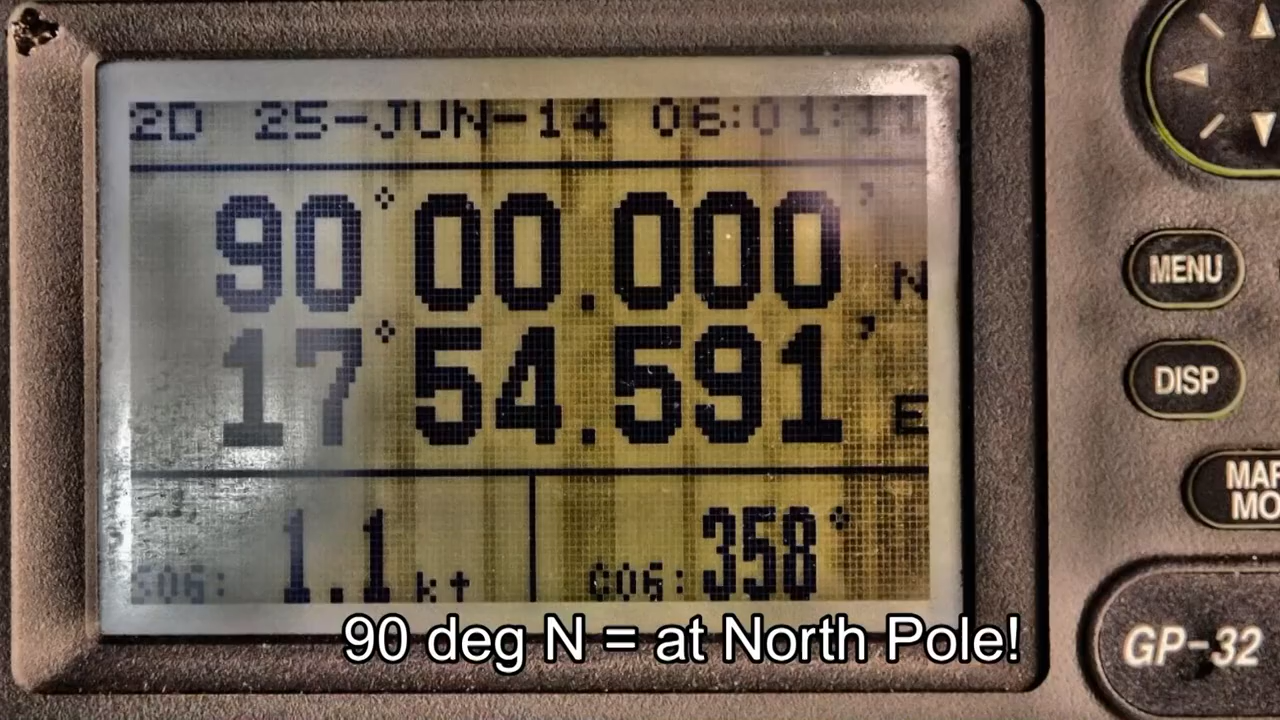 2D 25-JUN-14 06:01:11
90°00.000' N
17°54.591' E
SOG: 1.1 kt COG: 358°
MENU
DISP
GP-32
90 deg N = at North Pole!